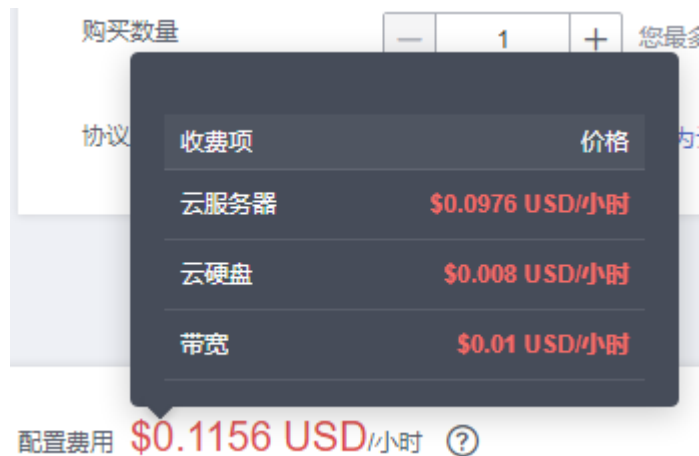 购买数量
1
您最多
协议
收费项 价格
云服务器 $0.0976 USD/小时
云硬盘 $0.008 USD/小时
带宽 $0.01 USD/小时
配置费用 $0.1156 USD/小时